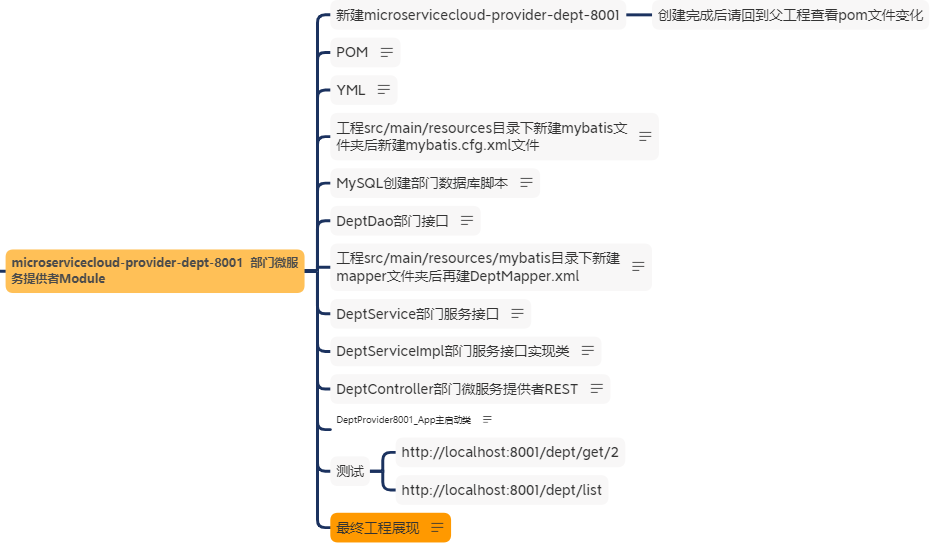 新建microservicecloud-provider-dept-8001
创建完成后请回到父工程查看pom文件变化
POM
YML
工程src/main/resources目录下新建mybatis文
件夹后新建mybatis.cfg.xml文件
MySQL创建部门数据库脚本
DeptDao部门接口
microservicecloud-provider-dept-8001 部门微服
务提供者Module
工程src/main/resources/mybatis目录下新建
mapper文件夹后再建DeptMapper.xml
DeptService部门服务接口
DeptServiceImpl部门服务接口实现类
DeptController部门微服务提供者REST
DeptProvider8001_App主启动类
测试
http://localhost:8001/dept/get/2
http://localhost:8001/dept/list
最终工程展现